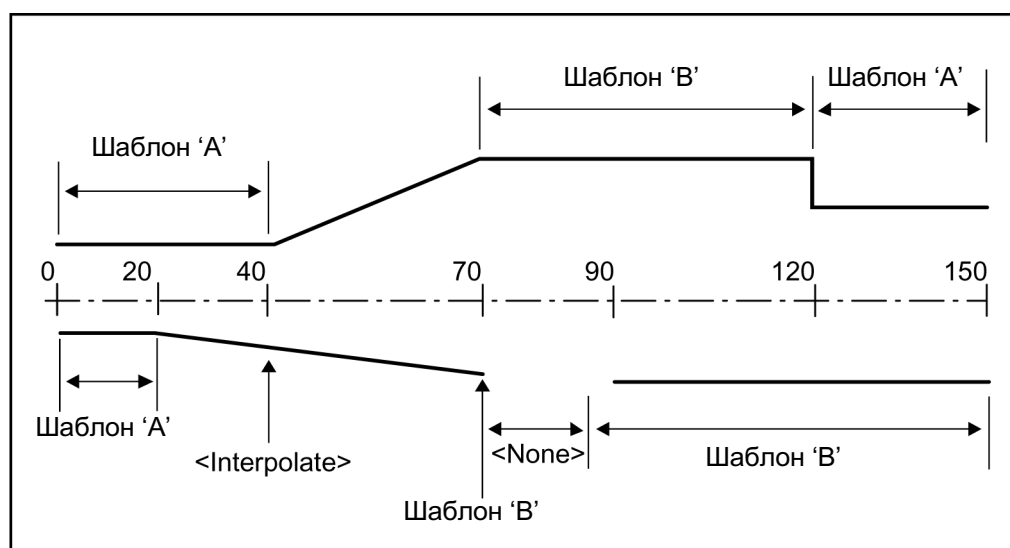 Шаблон ‘B’
Шаблон ‘A’
Шаблон ‘A’
0 20 40 70 90 120 150
Шаблон ‘A’
<Interpolate>
<None>
Шаблон ‘B’
Шаблон ‘B’